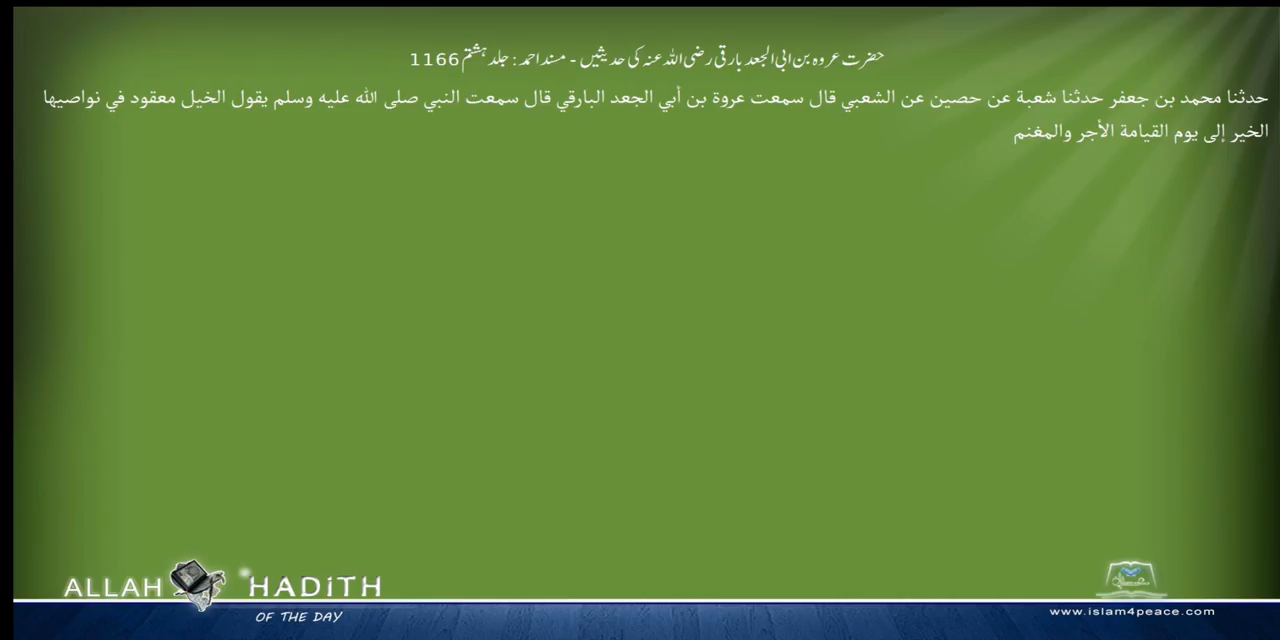 حضرت عروہ بن ابی الجعد بارقی رضی اللہ عنہ کی حدیثیں - مسند احمد: جلد ہشتم 1166
حدثنا محمد بن جعفر حدثنا شعبة عن حصين عن الشعبي قال سمعت عروة بن أبي الجعد البارقي قال سمعت النبي صلى الله عليه وسلم يقول الخيل معقود في نواصيها
الخير إلى يوم القيامة الأجر والمغنم
ALLAH HADITH
OF THE DAY
www.islam4peace.com